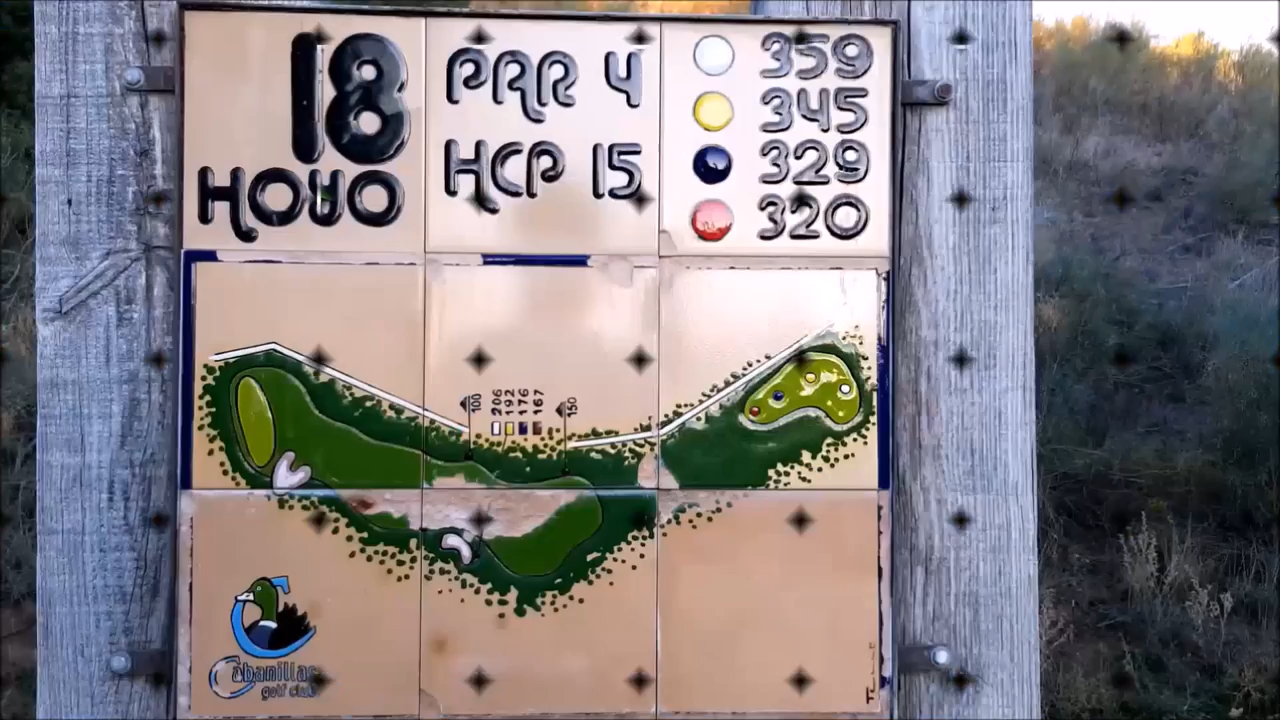 18
HOYO
PAR 4
HCP 15
359
345
329
320
100
206
192
176
167
150
Cabanillas
golf club